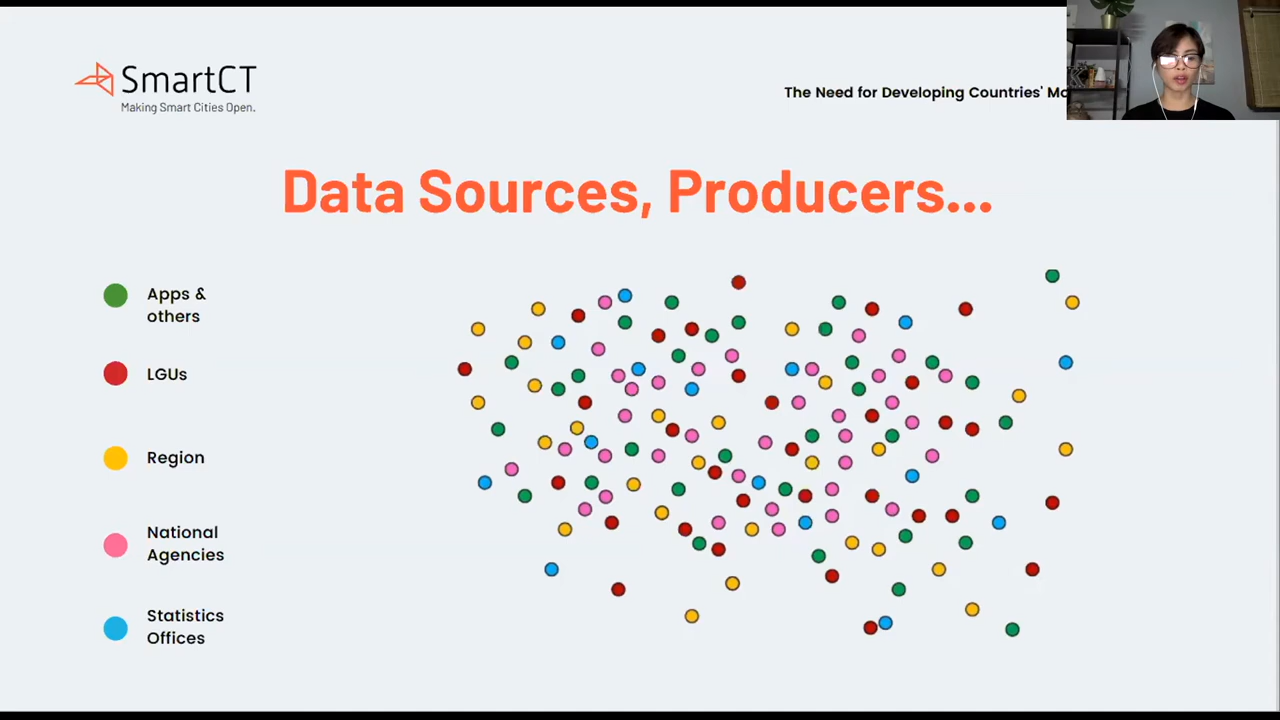 SmartCT
Making Smart Cities Open.
The Need for Developing Countries'
Data Sources, Producers...
Apps &
others
LGUs
Region
National
Agencies
Statistics
Offices